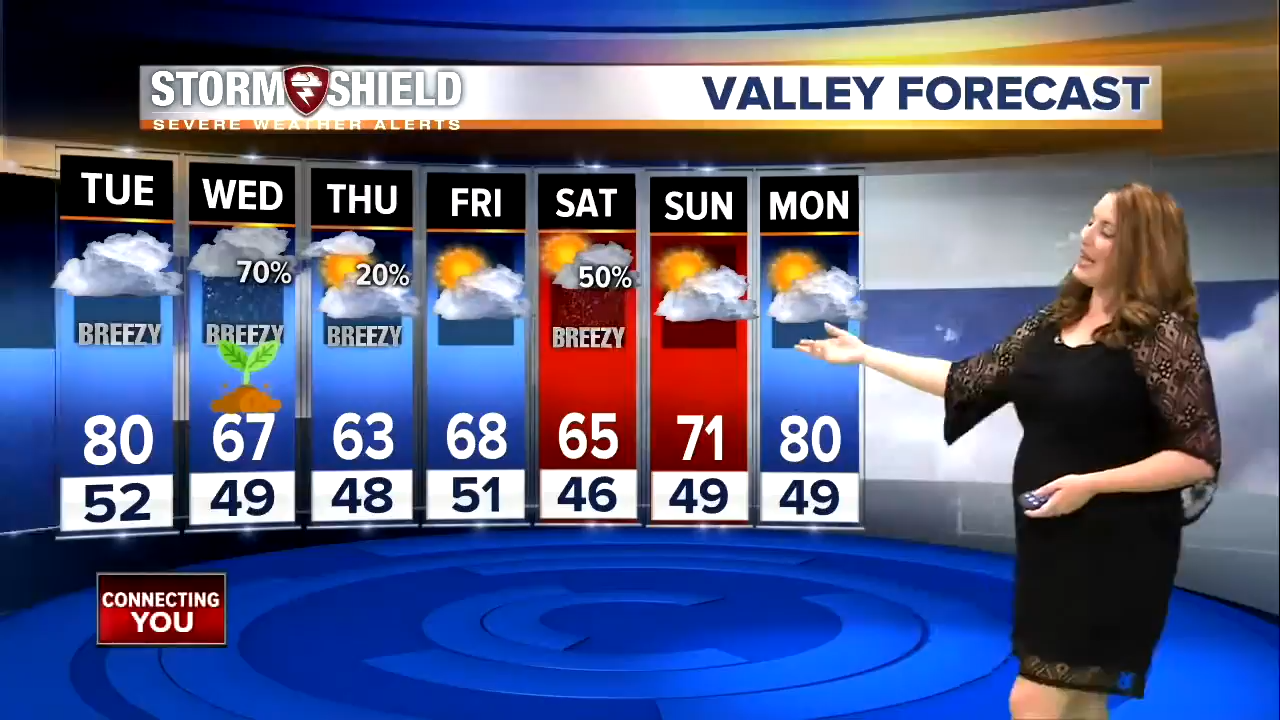 STORM SHIELD
SEVERE WEATHER ALERTS
VALLEY FORECAST
TUE WED THU FRI SAT SUN MON
70% 20% 50%
BREEZY BREEZY BREEZY BREEZY
80 67 63 68 65 71 80
52 49 48 51 46 49 49
CONNECTING
YOU